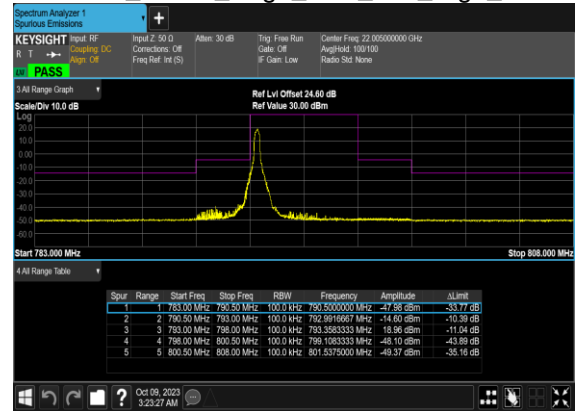 Spectrum Analyzer 1
Spurious Emissions
+
KEYSIGHT Input: RF Input Z: 50 Ω Atten: 30 dB Trig: Free Run Center Freq: 22.005000000 GHz
R T Coupling: DC Corrections: Off Gate: Off Avg|Hold: 100/100
Align: Off Freq Ref: Int (S) IF Gain: Low Radio Std: None
LV PASS
3 All Range Graph
Ref Lvl Offset 24.60 dB
Scale/Div 10.0 dB Ref Value 30.00 dBm
Log
20.0
10.0
0.00
-10.0
-20.0
-30.0
-40.0
-50.0
-60.0
Start 783.000 MHz Stop 808.000 MHz
4 All Range Table
Spur Range Start Freq Stop Freq RBW Frequency Amplitude ΔLimit
1 1 783.00 MHz 790.50 MHz 100.0 kHz 790.5000000 MHz -47.98 dBm -33.77 dB
2 2 790.50 MHz 793.00 MHz 100.0 kHz 792.9916667 MHz -14.60 dBm -10.39 dB
3 3 793.00 MHz 798.00 MHz 100.0 kHz 793.3583333 MHz 18.96 dBm -11.04 dB
4 4 798.00 MHz 800.50 MHz 100.0 kHz 799.1083333 MHz -48.10 dBm -43.89 dB
5 5 800.50 MHz 808.00 MHz 100.0 kHz 801.5375000 MHz -49.37 dBm -35.16 dB
? Oct 09, 2023
3:23:27 AM